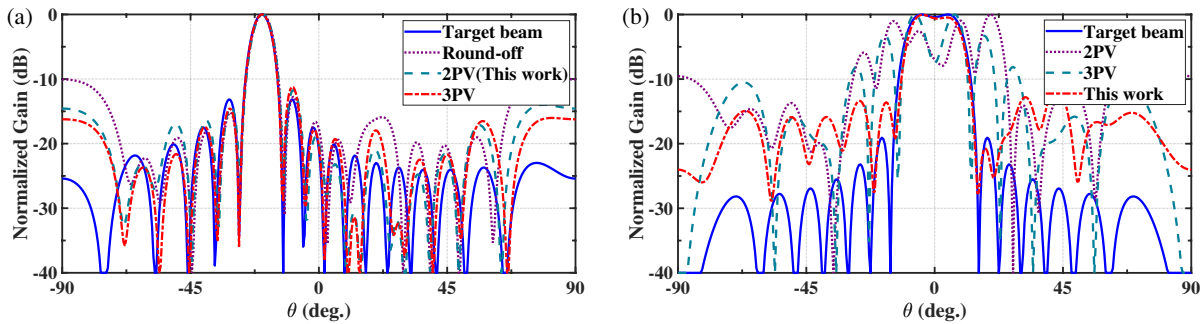 (a)
Normalized Gain (dB)
0
-10
-20
-30
-40
-90
-45
0
45
90
θ (deg.)
Target beam
Round-off
2PV(This work)
3PV
(b)
Normalized Gain (dB)
0
-10
-20
-30
-40
-90
-45
0
45
90
θ (deg.)
Target beam
2PV
3PV
This work